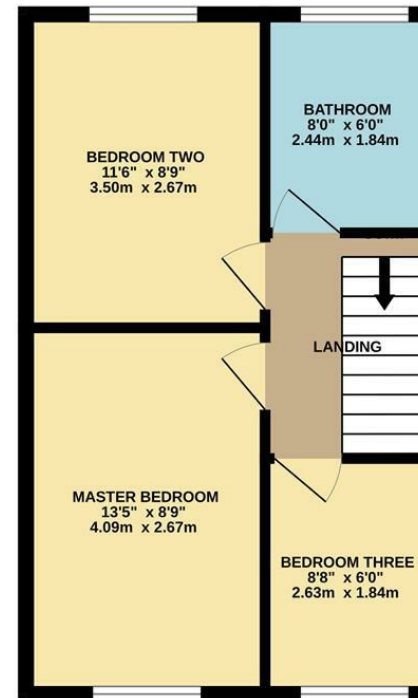 BATHROOM
8'0" x 6'0"
2.44m x 1.84m
BEDROOM TWO
11'6" x 8'9"
3.50m x 2.67m
LANDING
MASTER BEDROOM
13'5" x 8'9"
4.09m x 2.67m
BEDROOM THREE
8'8" x 6'0"
2.63m x 1.84m